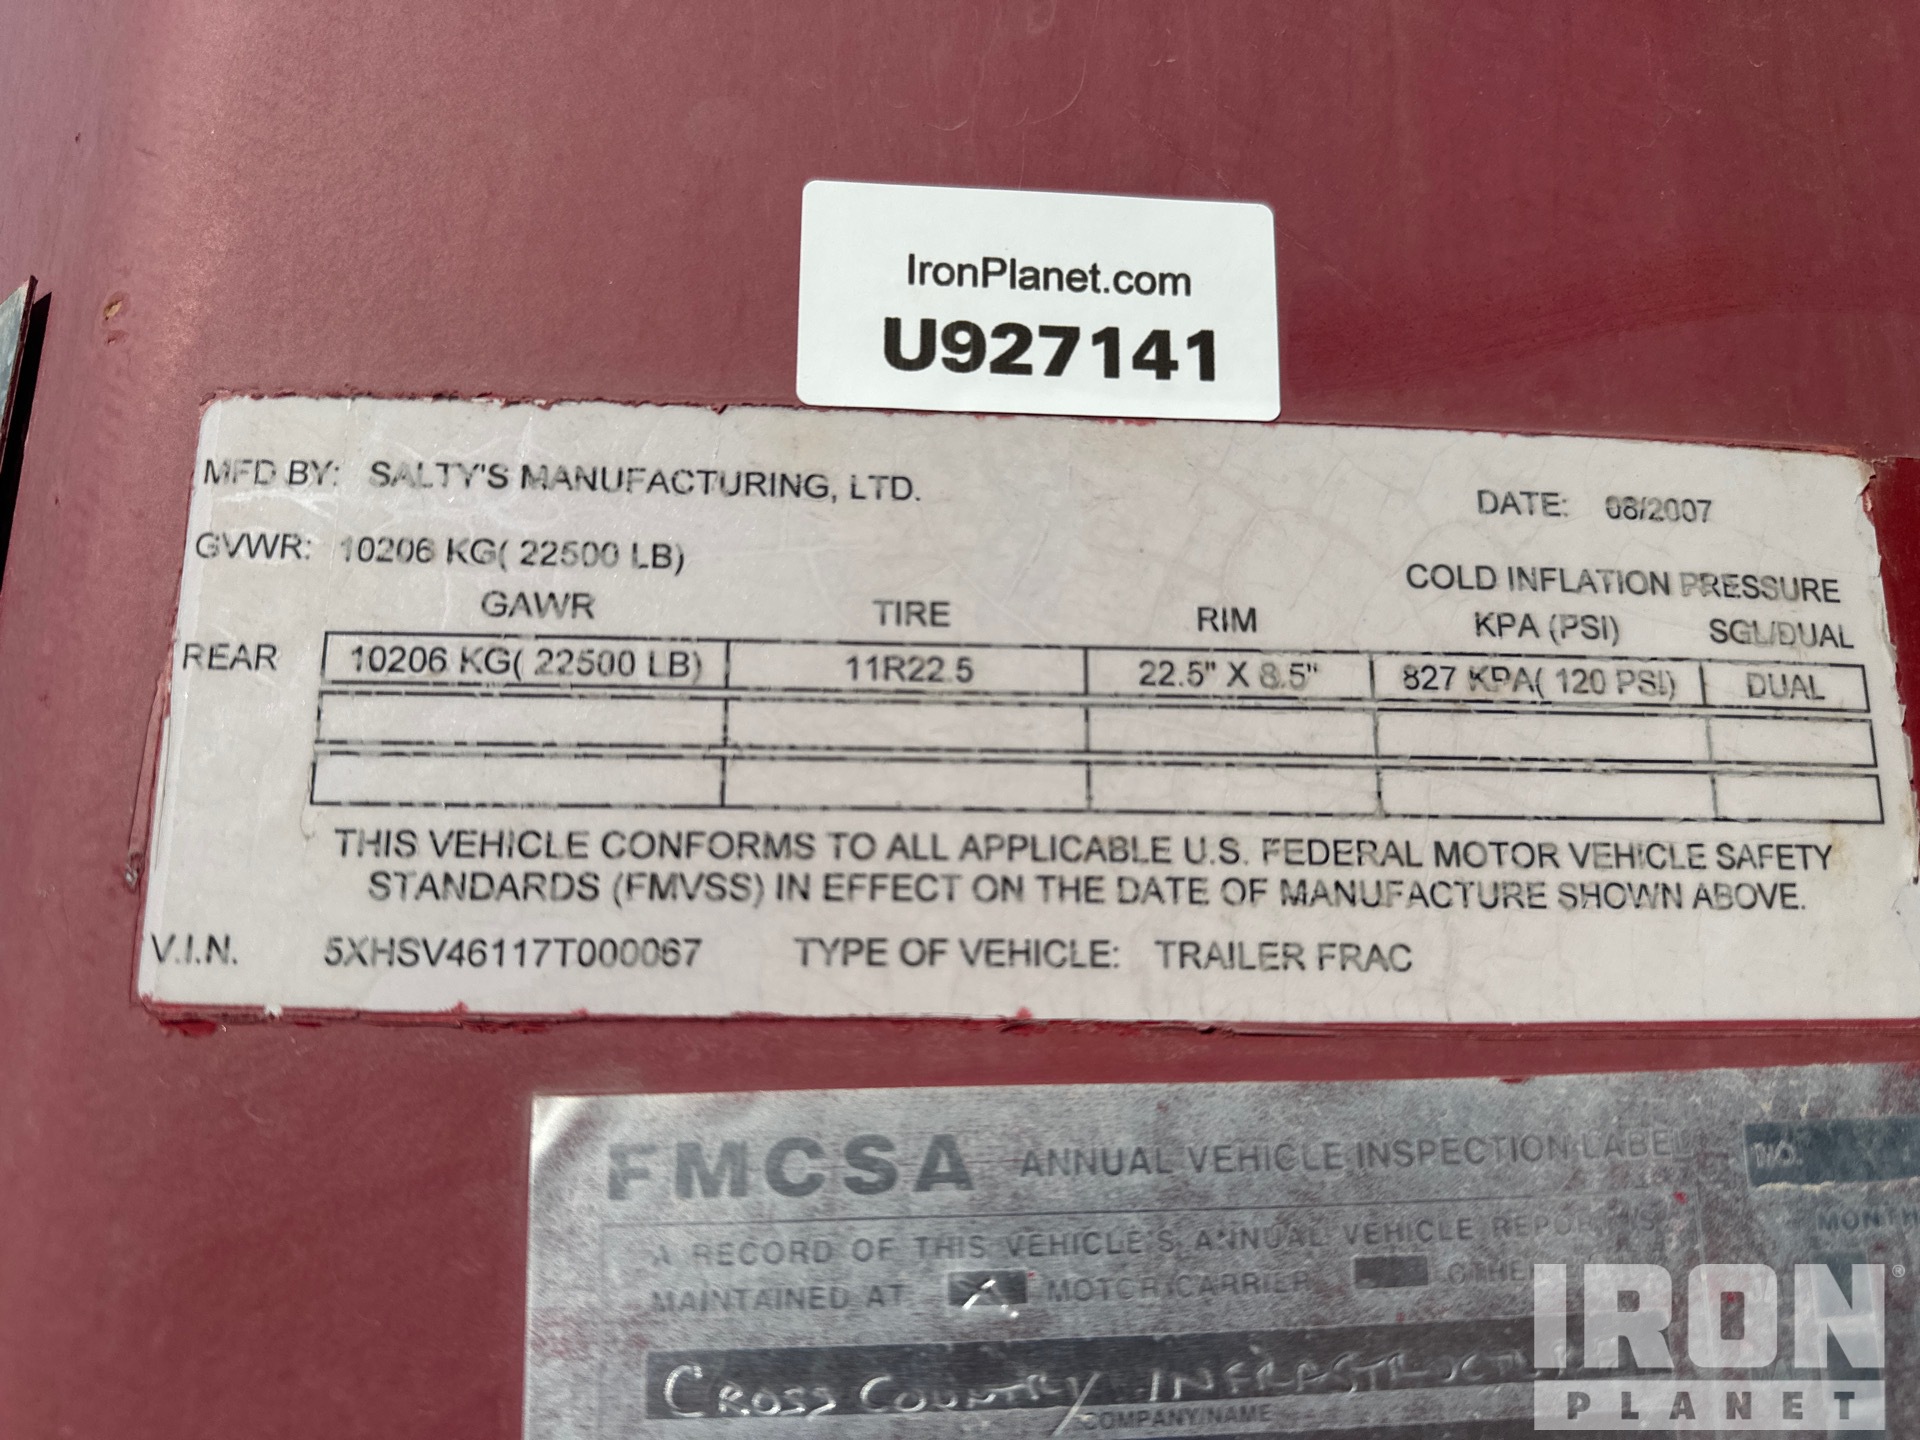 IronPlanet.com
U927141
MFD BY: SALTY'S MANUFACTURING, LTD.
DATE: 08/2007
GVWR: 10206 KG( 22500 LB)
COLD INFLATION PRESSURE
GAWR TIRE RIM KPA (PSI) SGL/DUAL
REAR 10206 KG( 22500 LB) 11R22.5 22.5" X 8.5" 827 KPA( 120 PSI) DUAL
THIS VEHICLE CONFORMS TO ALL APPLICABLE U.S. FEDERAL MOTOR VEHICLE SAFETY
STANDARDS (FMVSS) IN EFFECT ON THE DATE OF MANUFACTURE SHOWN ABOVE.
V.I.N. 5XHSV46117T000067 TYPE OF VEHICLE: TRAILER FRAC
FMCSA ANNUAL VEHICLE INSPECTION LABEL NO.
MONTH
A RECORD OF THIS VEHICLE'S ANNUAL VEHICLE REPORT IS
MAINTAINED AT: X MOTOR CARRIER
CROSS COUNTRY
COMPANY NAME
IRON
PLANET